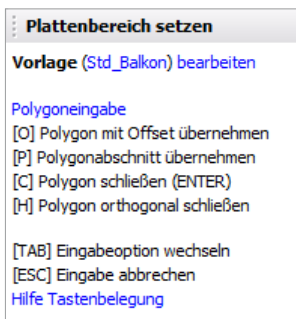 Plattenbereich setzen
Vorlage (Std_Balkon) bearbeiten
Polygoneingabe
[O] Polygon mit Offset übernehmen
[P] Polygonabschnitt übernehmen
[C] Polygon schließen (ENTER)
[H] Polygon orthogonal schließen
[TAB] Eingabeoption wechseln
[ESC] Eingabe abbrechen
Hilfe Tastenbelegung